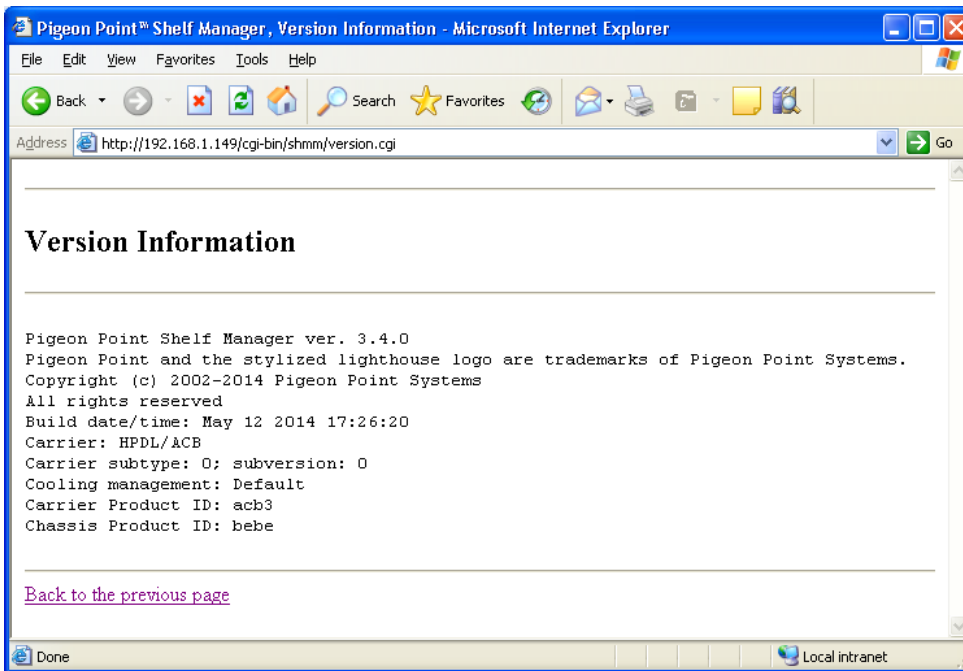 Pigeon Point™ Shelf Manager, Version Information - Microsoft Internet Explorer
File Edit View Favorites Tools Help
Back Search Favorites
Address http://192.168.1.149/cgi-bin/shmm/version.cgi Go
Version Information
Pigeon Point Shelf Manager ver. 3.4.0
Pigeon Point and the stylized lighthouse logo are trademarks of Pigeon Point Systems.
Copyright (c) 2002-2014 Pigeon Point Systems
All rights reserved
Build date/time: May 12 2014 17:26:20
Carrier: HPDL/ACB
Carrier subtype: 0; subversion: 0
Cooling management: Default
Carrier Product ID: acb3
Chassis Product ID: bebe
Back to the previous page
Done Local intranet